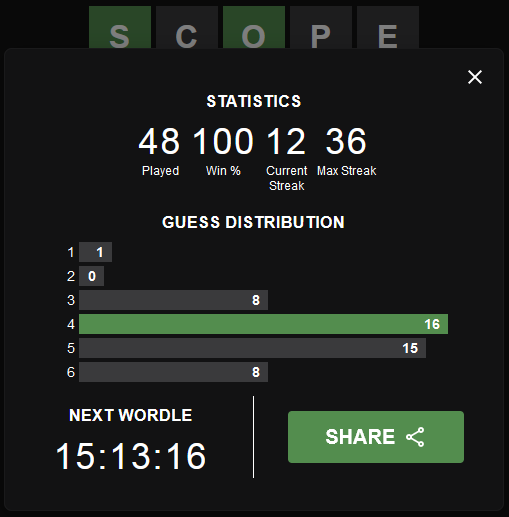 S C O P E
STATISTICS
48 100 12 36
Played Win % Current Streak Max Streak
GUESS DISTRIBUTION
1 1
2 0
3 8
4 16
5 15
6 8
NEXT WORDLE
15:13:16
SHARE